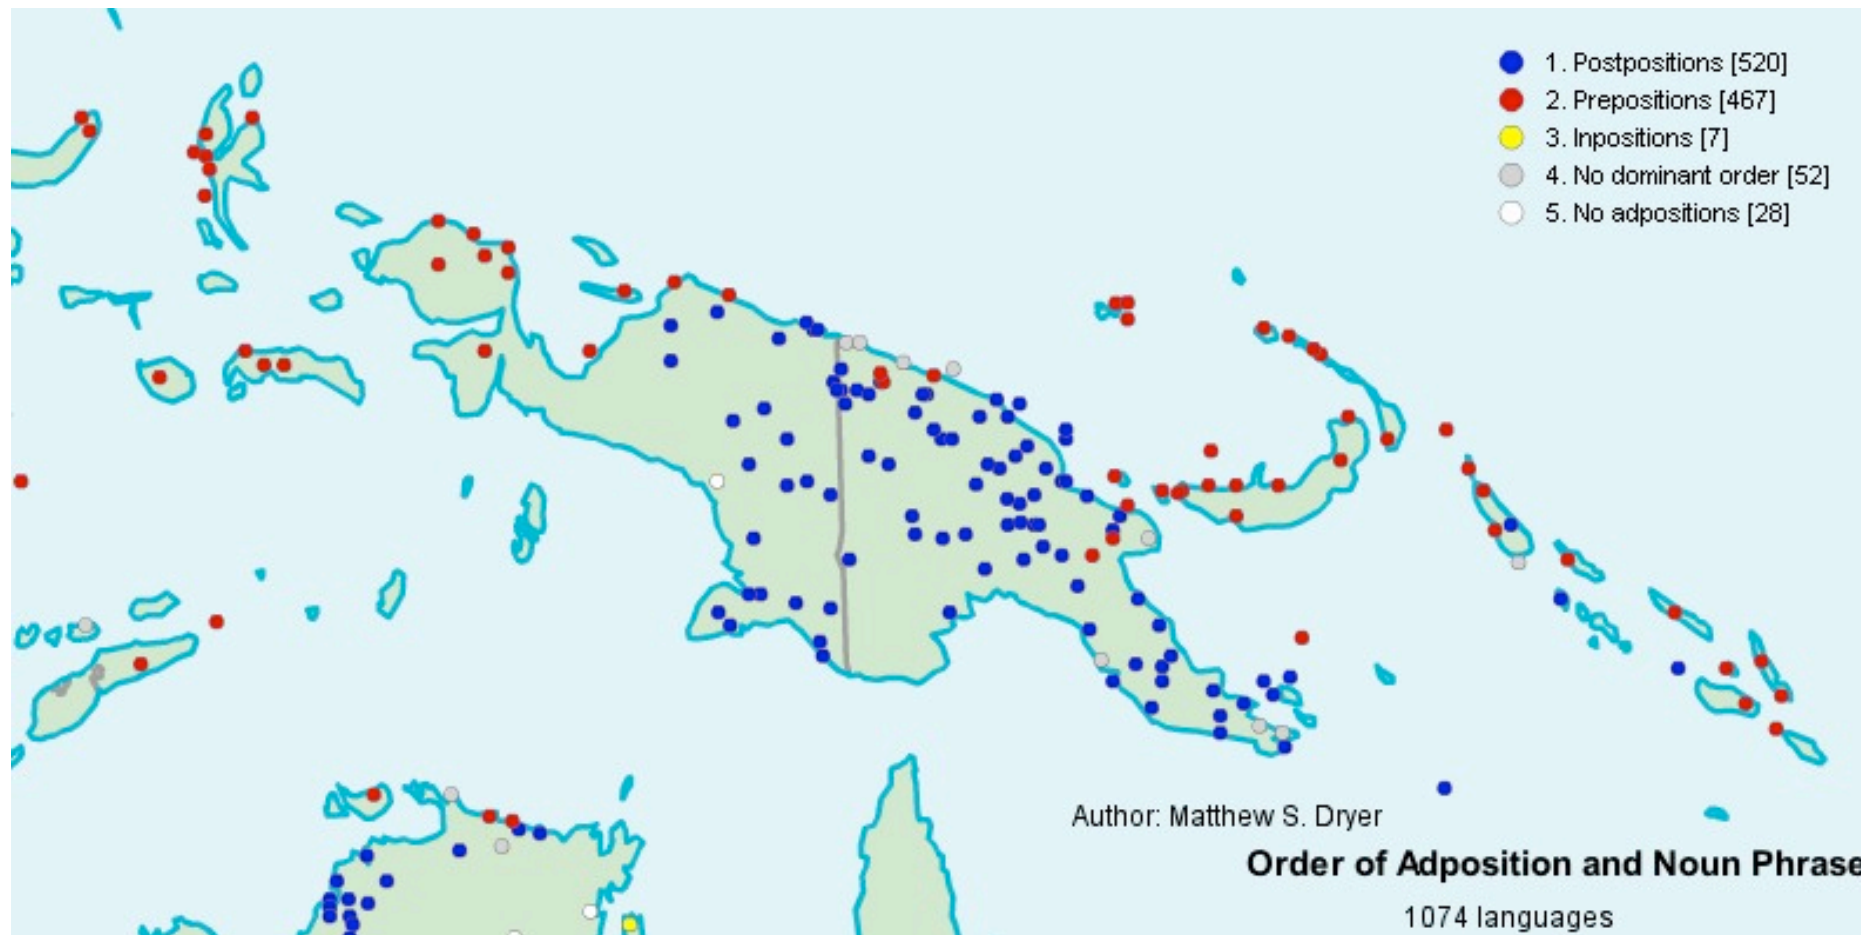 1. Postpositions [520]
2. Prepositions [467]
3. Inpositions [7]
4. No dominant order [52]
5. No adpositions [28]
Author: Matthew S. Dryer
Order of Adposition and Noun Phrase
1074 languages